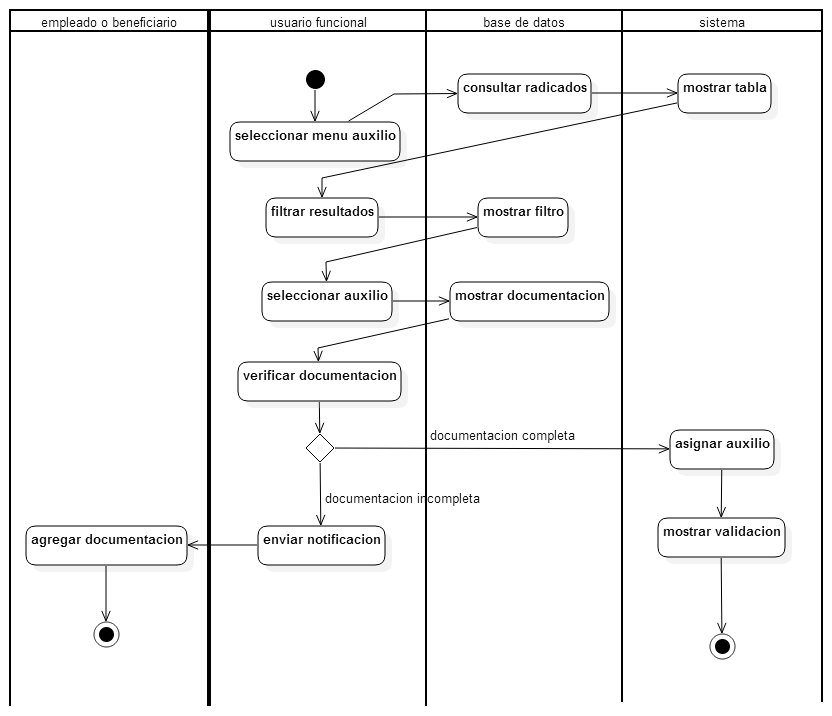 empleado o beneficiario
usuario funcional
base de datos
sistema
consultar radicados
mostrar tabla
seleccionar menu auxilio
filtrar resultados
mostrar filtro
seleccionar auxilio
mostrar documentacion
verificar documentacion
documentacion completa
asignar auxilio
documentacion incompleta
mostrar validacion
agregar documentacion
enviar notificacion